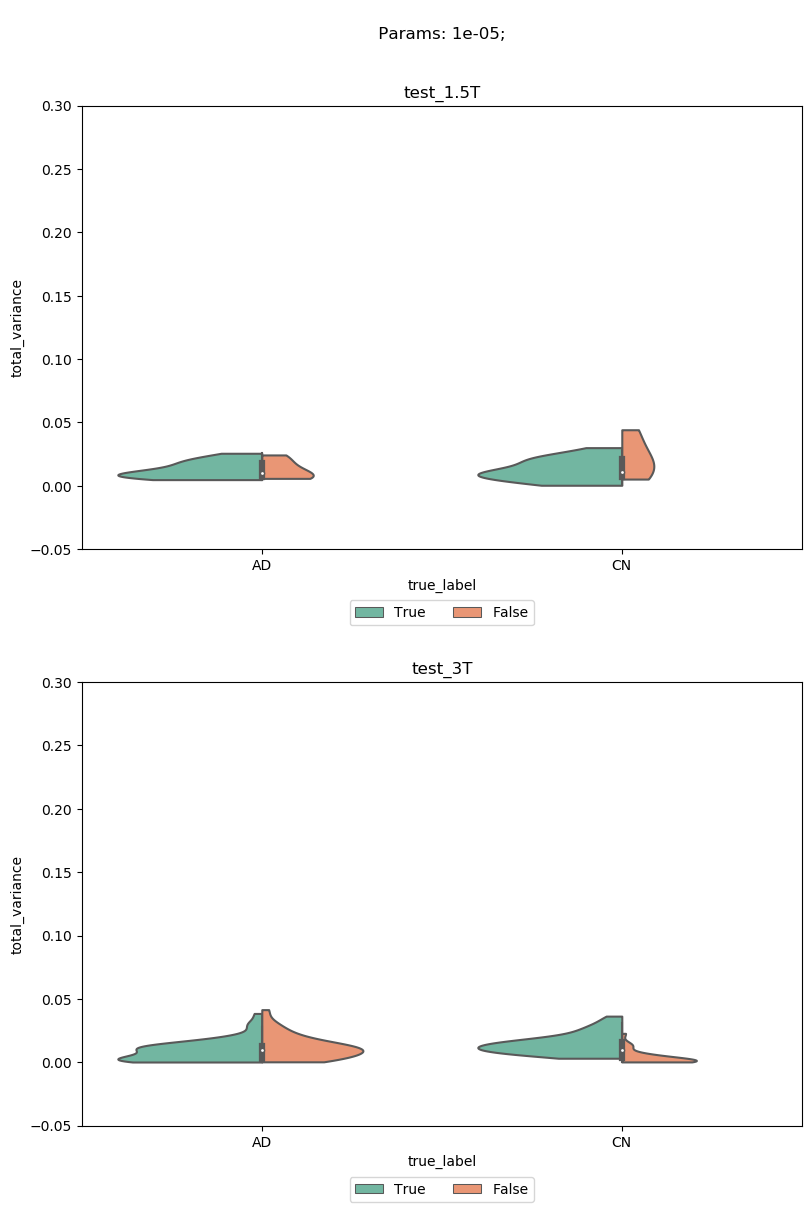 Params: 1e-05;
test_1.5T
0.30
0.25
0.20
0.15
0.10
0.05
0.00
−0.05
total_variance
AD
CN
true_label
True
False
test_3T
0.30
0.25
0.20
0.15
0.10
0.05
0.00
−0.05
total_variance
AD
CN
true_label
True
False